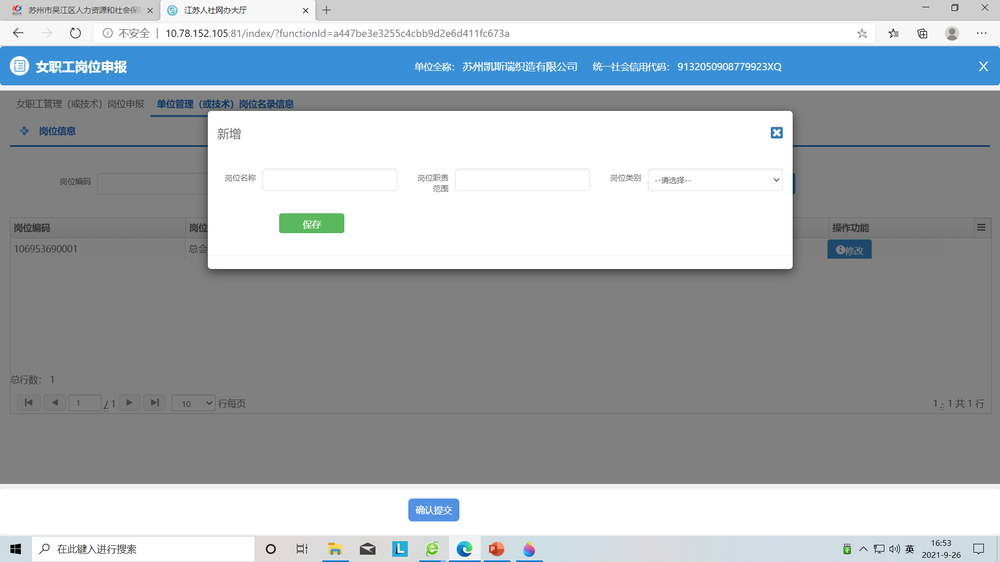 苏州市吴江区人力资源和社会保
江苏人社网办大厅
不安全
10.78.152.105:81/index/?functionId=a447be3e3255c4cbb9d2e6d411fc673a
女职工岗位申报
单位全称： 苏州凯斯瑞织造有限公司 统一社会信用代码： 9132050908779923XQ
X
女职工管理（或技术）岗位申报
单位管理（或技术）岗位名录信息
岗位信息
岗位编码
新增
岗位名称
岗位职责
范围
岗位类别
--请选择--
保存
岗位编码
岗位
操作功能
106953690001
总会
修改
总行数： 1
1
/ 1
10
行每页
1 - 1 共 1 行
确认提交
在此键入进行搜索
英
16:53
2021-9-26